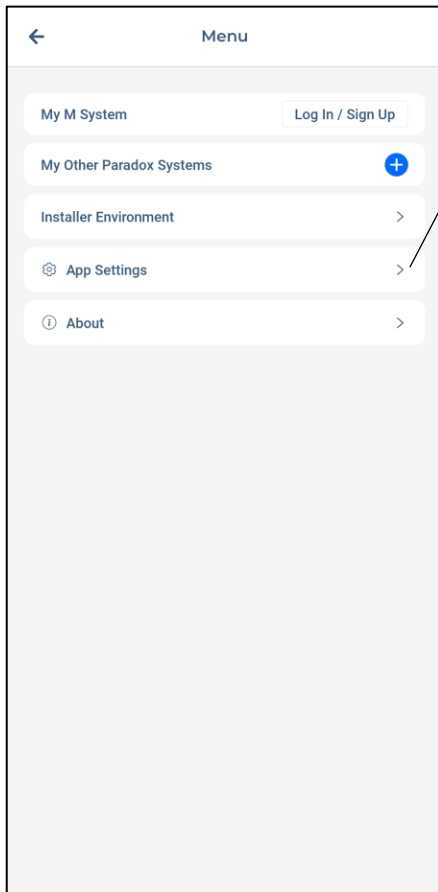 Menu
My M System Log In / Sign Up
My Other Paradox Systems
Installer Environment
App Settings
About